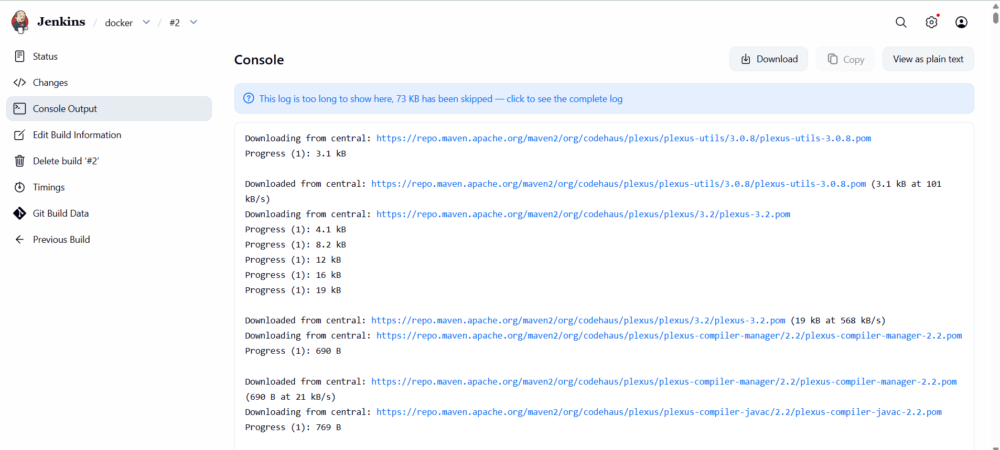 Jenkins / docker / #2
Status
Changes
Console Output
Edit Build Information
Delete build ‘#2’
Timings
Git Build Data
Previous Build
Console
Download
Copy
View as plain text
This log is too long to show here, 73 KB has been skipped — click to see the complete log
Downloading from central: https://repo.maven.apache.org/maven2/org/codehaus/plexus/plexus-utils/3.0.8/plexus-utils-3.0.8.pom
Progress (1): 3.1 kB
Downloaded from central: https://repo.maven.apache.org/maven2/org/codehaus/plexus/plexus-utils/3.0.8/plexus-utils-3.0.8.pom (3.1 kB at 101
kB/s)
Downloading from central: https://repo.maven.apache.org/maven2/org/codehaus/plexus/plexus/3.2/plexus-3.2.pom
Progress (1): 4.1 kB
Progress (1): 8.2 kB
Progress (1): 12 kB
Progress (1): 16 kB
Progress (1): 19 kB
Downloaded from central: https://repo.maven.apache.org/maven2/org/codehaus/plexus/plexus/3.2/plexus-3.2.pom (19 kB at 568 kB/s)
Downloading from central: https://repo.maven.apache.org/maven2/org/codehaus/plexus/plexus-compiler-manager/2.2/plexus-compiler-manager-2.2.pom
Progress (1): 690 B
Downloaded from central: https://repo.maven.apache.org/maven2/org/codehaus/plexus/plexus-compiler-manager/2.2/plexus-compiler-manager-2.2.pom
(690 B at 21 kB/s)
Downloading from central: https://repo.maven.apache.org/maven2/org/codehaus/plexus/plexus-compiler-javac/2.2/plexus-compiler-javac-2.2.pom
Progress (1): 769 B